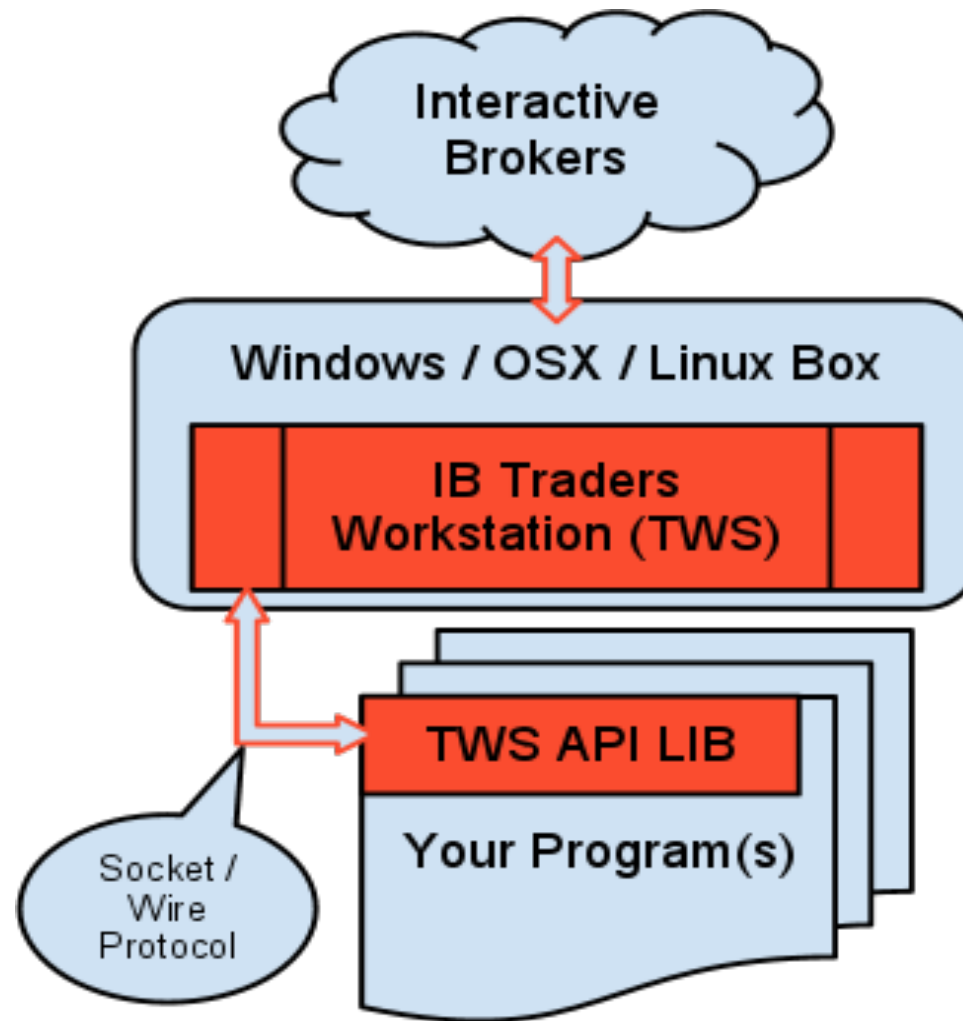 Interactive
Brokers
Windows / OSX / Linux Box
IB Traders
Workstation (TWS)
TWS API LIB
Your Program(s)
Socket /
Wire
Protocol